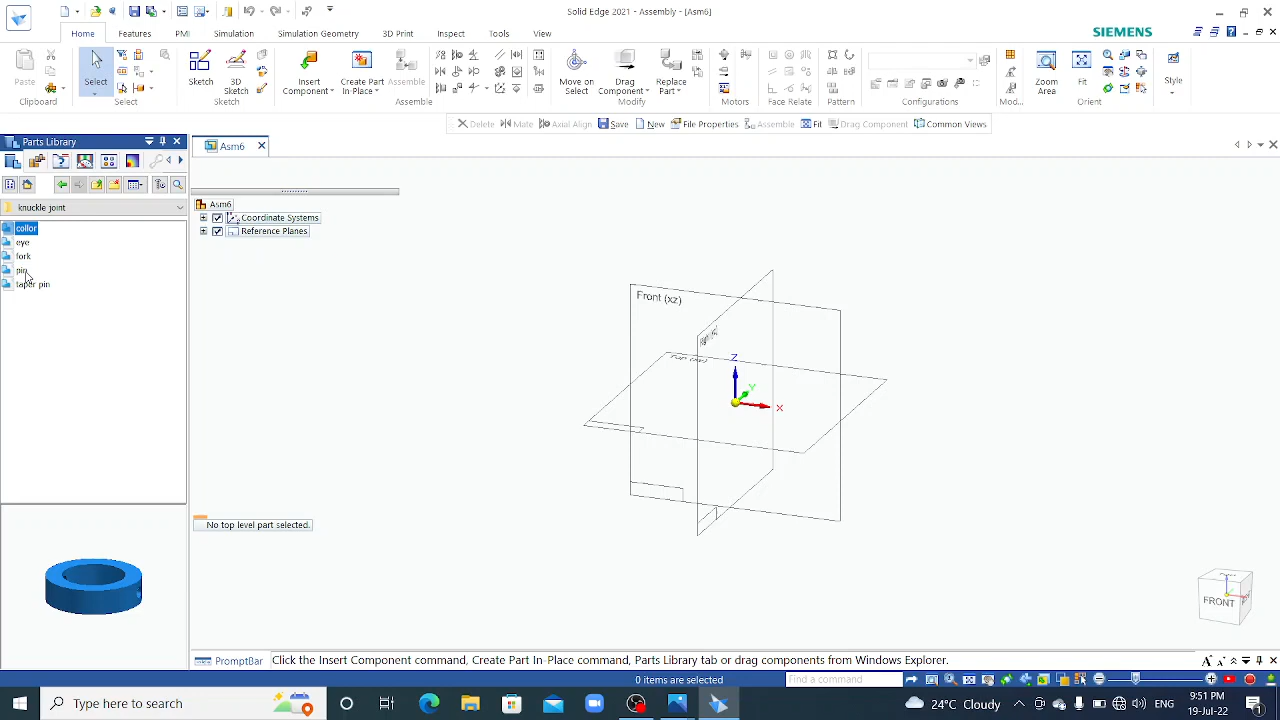 Solid Edge 2021 - Assembly - [Asm6]
Home Features PMI Simulation Simulation Geometry 3D Print Inspect Tools View
SIEMENS
Paste
Clipboard
Select
Select
Sketch
3D Sketch
Sketch
Insert Component
Create Part In-Place
Assemble
Assemble
Move on Select
Drag Component
Replace Part
Modify
Motors
Face Relate
Pattern
Configurations
Mod...
Zoom Area
Fit
Orient
Style
Delete Mate Axial Align Save New File Properties Assemble Fit Drag Component Common Views
Parts Library
Asm6
knuckle joint
collor
eye
fork
pin
taper pin
Asm6
Coordinate Systems
Reference Planes
Front (xz)
Z
Y
X
No top level part selected.
FRONT
PromptBar Click the Insert Component command, Create Part In-Place command, Parts Library tab or drag components from Windows Explorer.
0 items are selected
Find a command
Type here to search
24°C Cloudy
ENG
9:51 PM
19-Jul-22